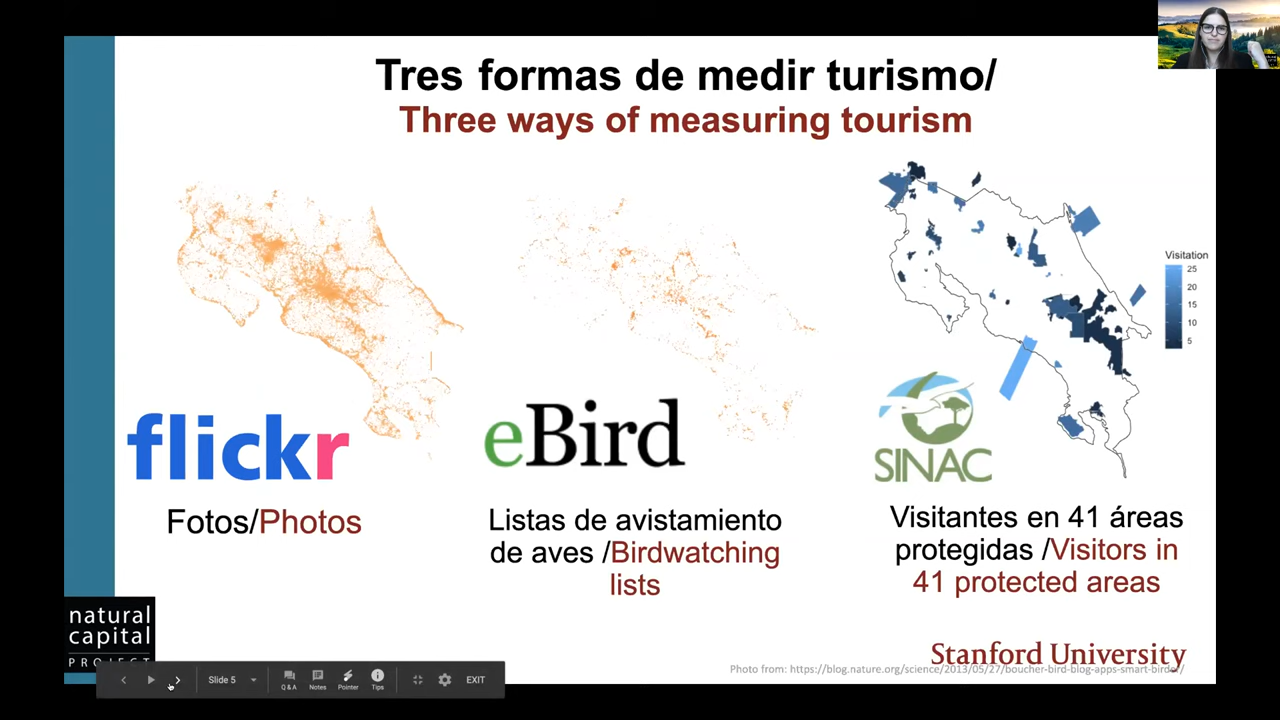 Tres formas de medir turismo/
Three ways of measuring tourism
Visitation
25
20
15
10
5
flickr
eBird
SINAC
Fotos/Photos
Listas de avistamiento
de aves /Birdwatching
lists
Visitantes en 41 áreas
protegidas /Visitors in
41 protected areas
natural
capital
PROJECT
Stanford University
Photo from: https://blog.nature.org/science/2013/05/27/boucher-bird-blog-apps-smart-birder/
Slide 5
Q & A
Notes
Pointer
Tips
EXIT